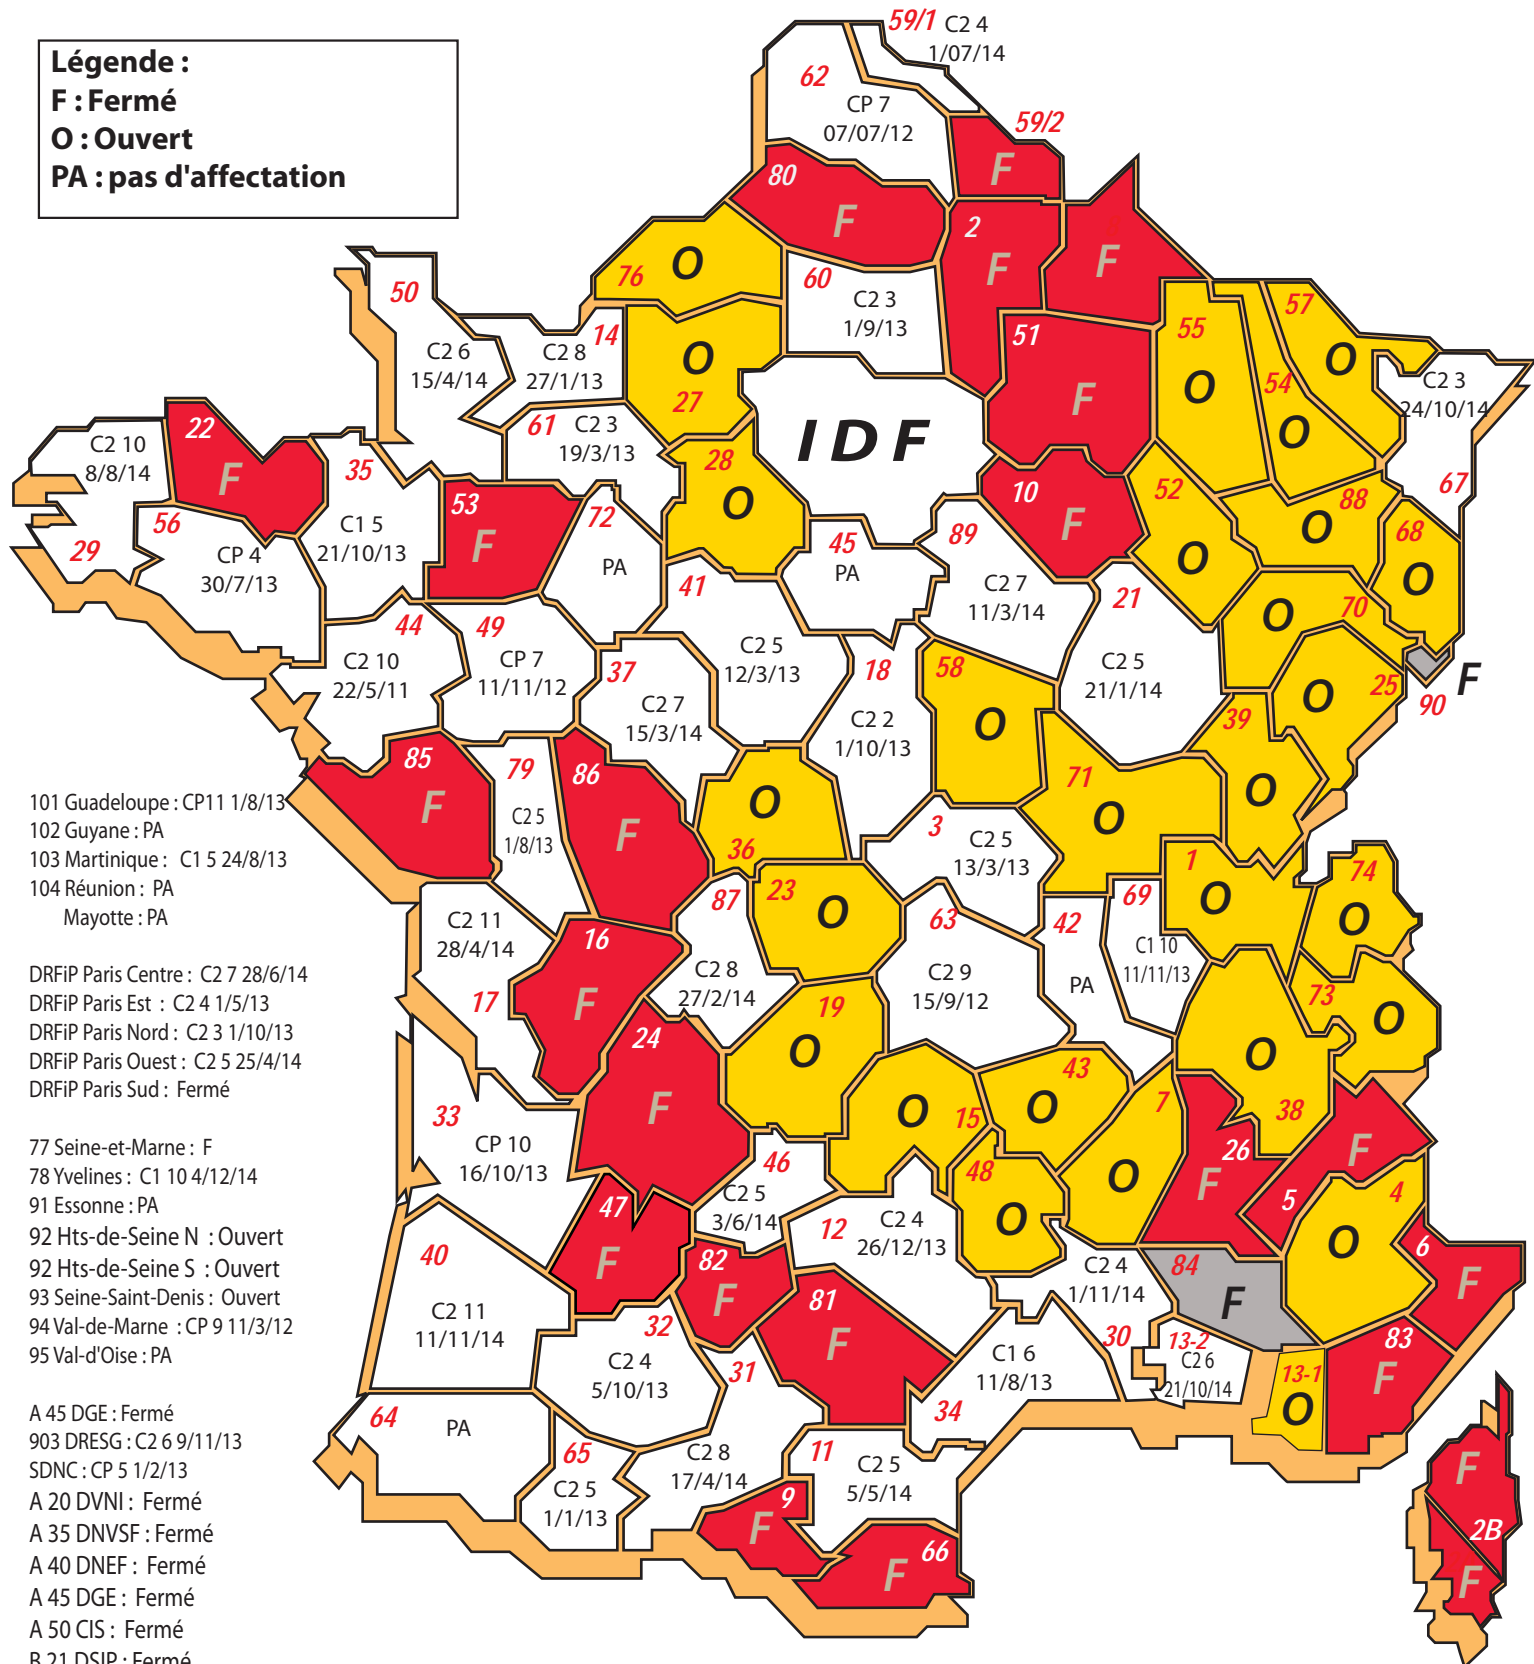 Légende :
F : Fermé
O : Ouvert
PA : pas d'affectation
59/1
C2 4
1/07/14
62
CP 7
07/07/12
59/2
F
80
F
2
F
F
76
O
60
C2 3
1/9/13
50
C2 6
15/4/14
14
C2 8
27/1/13
O
27
51
F
55
O
54
O
57
O
C2 3
24/10/14
67
61
C2 3
19/3/13
IDF
28
O
C2 10
8/8/14
29
22
F
35
C1 5
21/10/13
56
CP 4
30/7/13
53
F
72
PA
45
PA
89
C2 7
11/3/14
10
F
52
O
88
O
68
O
41
C2 5
12/3/13
21
C2 5
21/1/14
70
O
25
O
90
F
44
C2 10
22/5/11
49
CP 7
11/11/12
37
C2 7
15/3/14
18
C2 2
1/10/13
58
O
39
O
85
F
79
C2 5
1/8/13
86
F
O
36
71
O
3
C2 5
13/3/13
101 Guadeloupe : CP11 1/8/13
102 Guyane : PA
103 Martinique : C1 5 24/8/13
104 Réunion : PA
Mayotte : PA
87
C2 8
27/2/14
23
O
63
C2 9
15/9/12
42
PA
69
C1 10
11/11/13
1
O
74
O
73
O
C2 11
28/4/14
17
16
F
DRFiP Paris Centre : C2 7 28/6/14
DRFiP Paris Est : C2 4 1/5/13
DRFiP Paris Nord : C2 3 1/10/13
DRFiP Paris Ouest : C2 5 25/4/14
DRFiP Paris Sud : Fermé
24
F
19
O
O
15
43
O
7
O
O
38
33
CP 10
16/10/13
46
C2 5
3/6/14
48
O
26
F
F
5
4
O
6
F
77 Seine-et-Marne : F
78 Yvelines : C1 10 4/12/14
91 Essonne : PA
92 Hts-de-Seine N : Ouvert
92 Hts-de-Seine S : Ouvert
93 Seine-Saint-Denis : Ouvert
94 Val-de-Marne : CP 9 11/3/12
95 Val-d'Oise : PA
47
F
12
C2 4
26/12/13
40
C2 11
11/11/14
82
F
81
F
C2 4
1/11/14
30
84
F
32
C2 4
5/10/13
31
C2 8
17/4/14
C1 6
11/8/13
34
13-2
C2 6
21/10/14
13-1
O
83
F
64
PA
65
C2 5
1/1/13
11
C2 5
5/5/14
9
F
66
F
F
2B
F
A 45 DGE : Fermé
903 DRESG : C2 6 9/11/13
SDNC : CP 5 1/2/13
A 20 DVNI : Fermé
A 35 DNVSF : Fermé
A 40 DNEF : Fermé
A 45 DGE : Fermé
A 50 CIS : Fermé
B 21 DSIP : Fermé